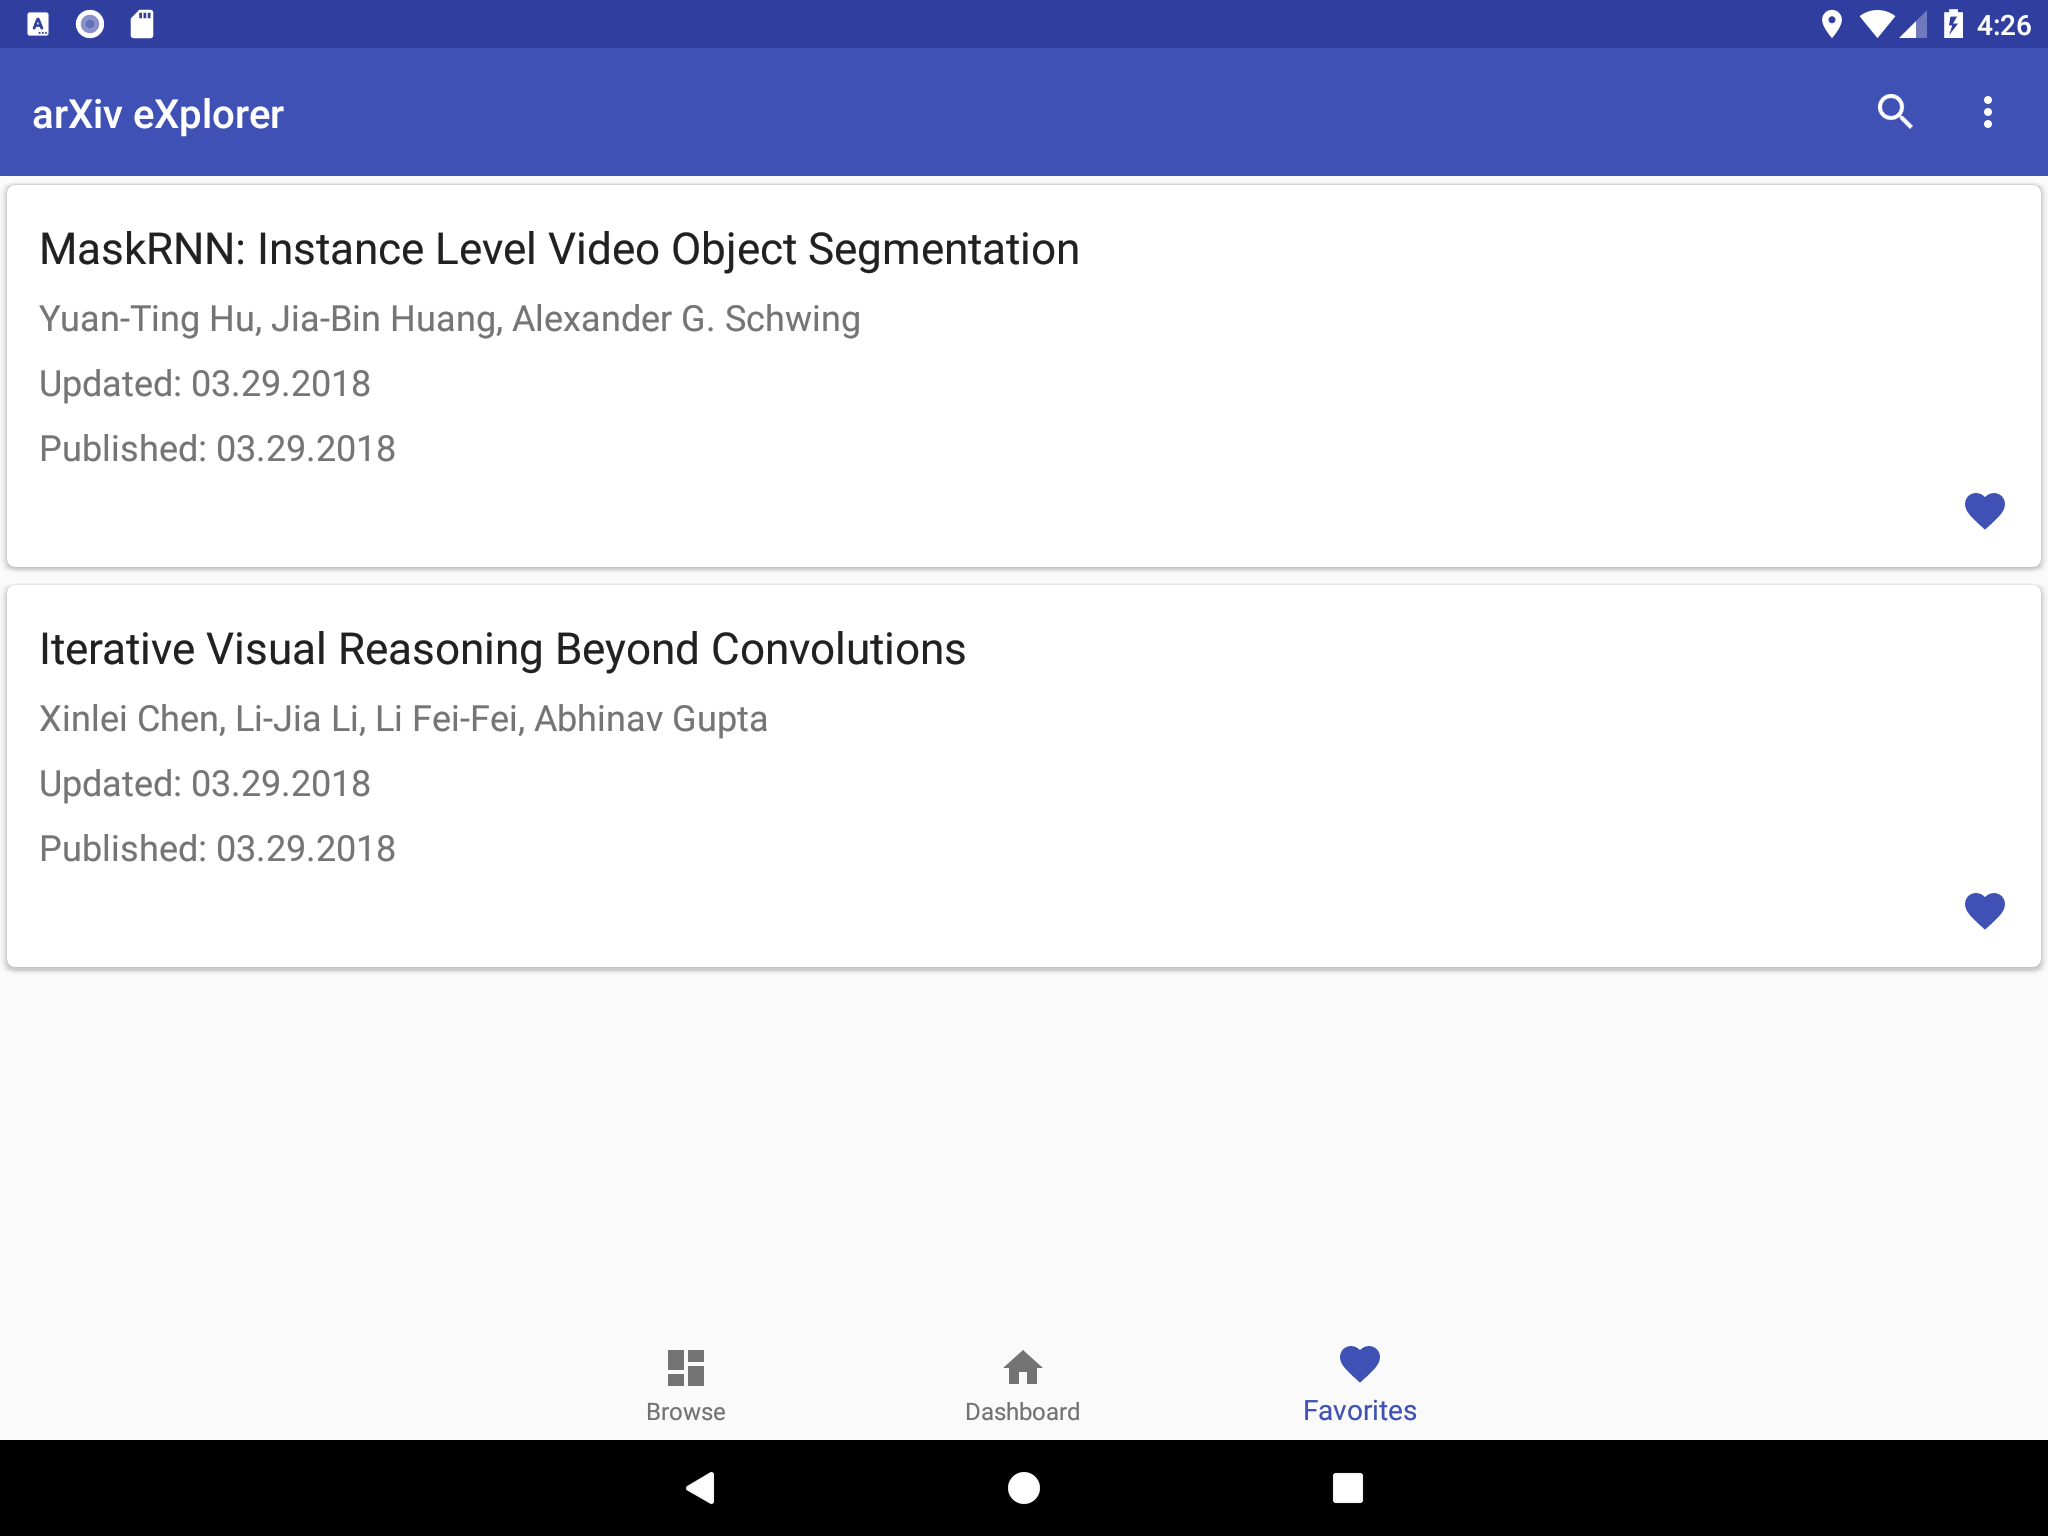 4:26
arXiv eXplorer
MaskRNN: Instance Level Video Object Segmentation
Yuan-Ting Hu, Jia-Bin Huang, Alexander G. Schwing
Updated: 03.29.2018
Published: 03.29.2018
Iterative Visual Reasoning Beyond Convolutions
Xinlei Chen, Li-Jia Li, Li Fei-Fei, Abhinav Gupta
Updated: 03.29.2018
Published: 03.29.2018
Browse
Dashboard
Favorites